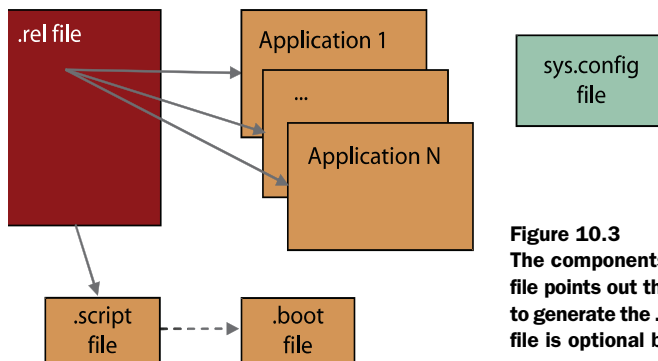 .rel file
Application 1
...
Application N
sys.config
file
.script
file
.boot
file
Figure 10.3
The components
file points out th
to generate the .
file is optional b